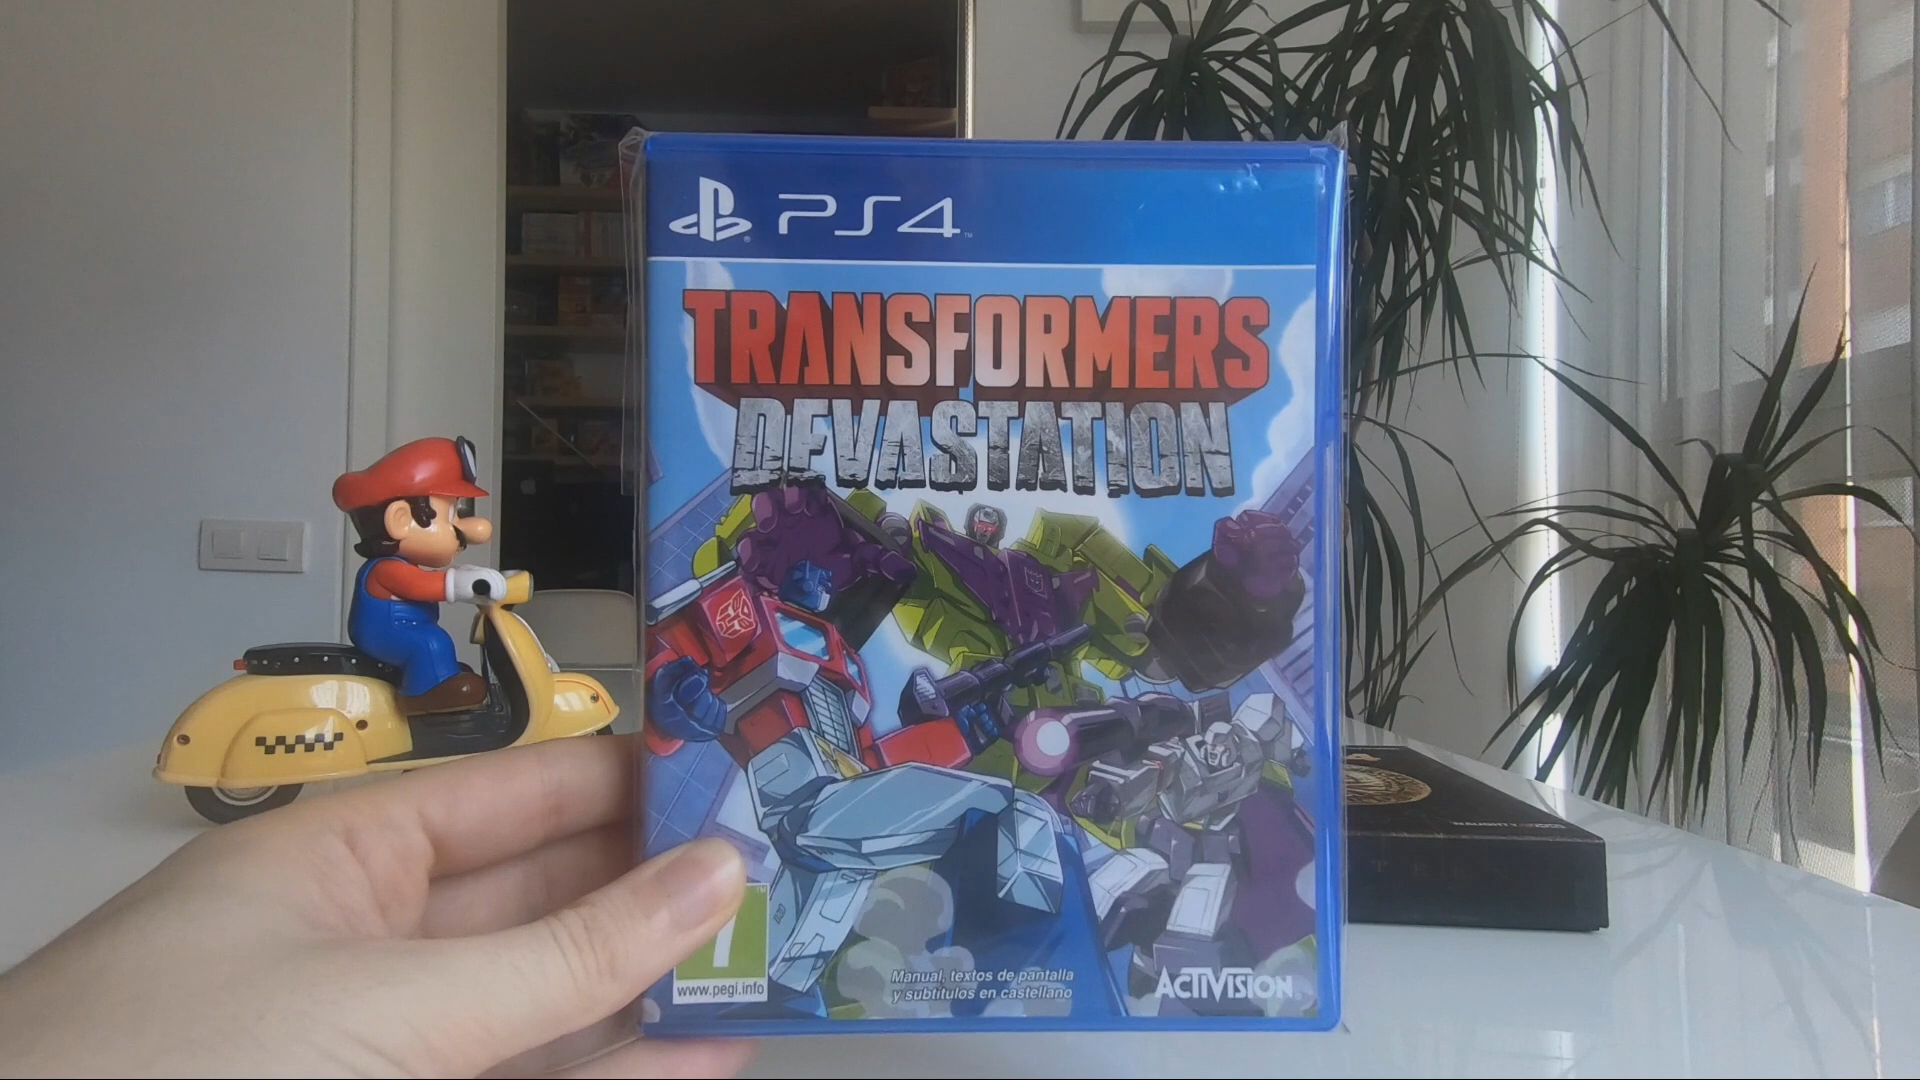 PS4
TRANSFORMERS
DEVASTATION
7
www.pegi.info
Manual, textos de pantalla
y subtítulos en castellano
ACTIVISION